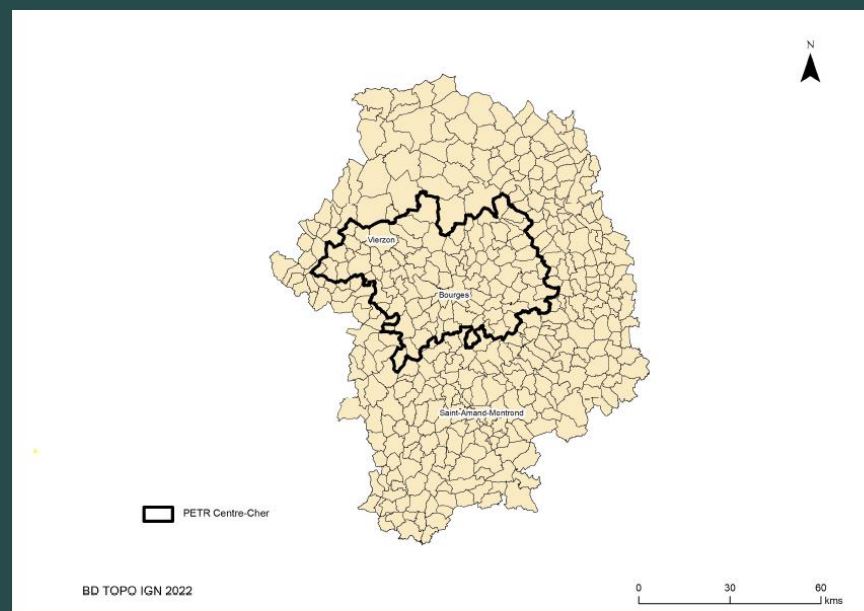 N
Vierzon
Bourges
Saint-Amand-Montrond
PETR Centre-Cher
BD TOPO IGN 2022
0 30 60
kms